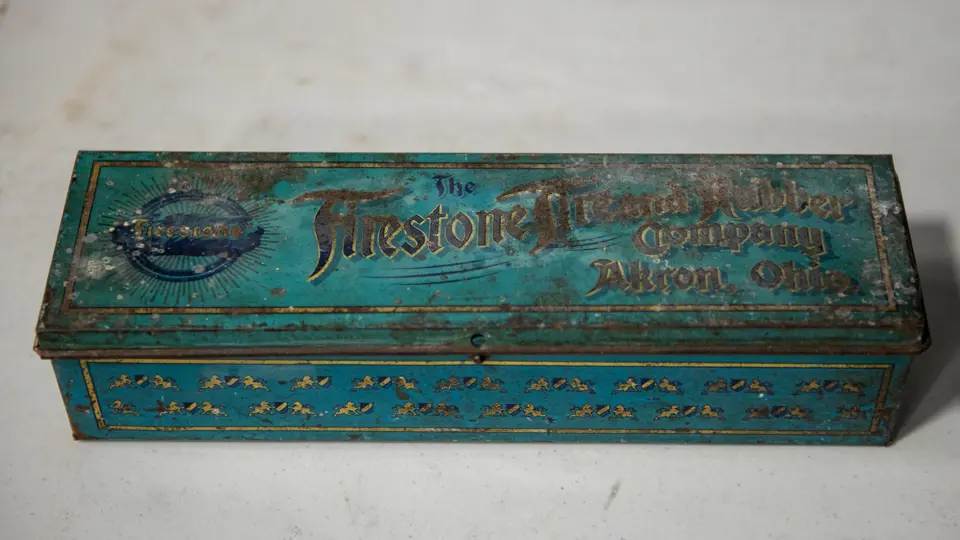 The
Firestone Tire and Rubber
Company
Akron, Ohio
Firestone